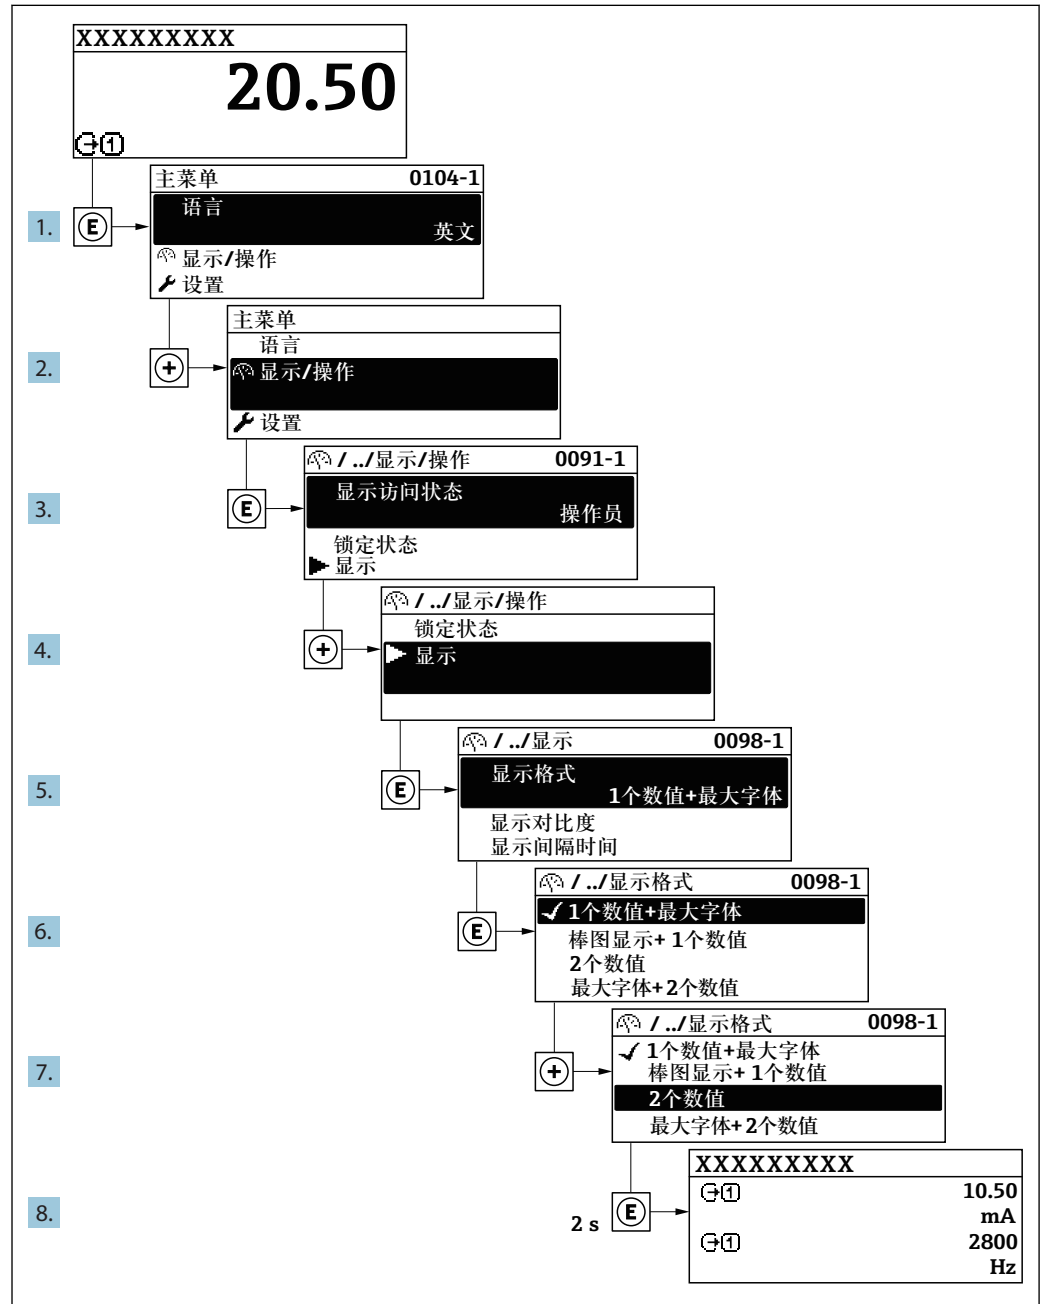 XXXXXXXXX
20.50
1
主菜单 0104-1
语言
英文
显示/操作
设置
1. E
主菜单
语言
显示/操作
设置
2. +
/ ../显示/操作 0091-1
显示访问状态
操作员
锁定状态
显示
3. E
/ ../显示/操作
锁定状态
显示
4. +
/ ../显示 0098-1
显示格式
1个数值+最大字体
显示对比度
显示间隔时间
5. E
/ ../显示格式 0098-1
1个数值+最大字体
棒图显示+ 1个数值
2个数值
最大字体+2个数值
6. E
/ ../显示格式 0098-1
1个数值+最大字体
棒图显示+ 1个数值
2个数值
最大字体+2个数值
7. +
XXXXXXXXX
1 10.50
mA
1 2800
Hz
8. 2 s E